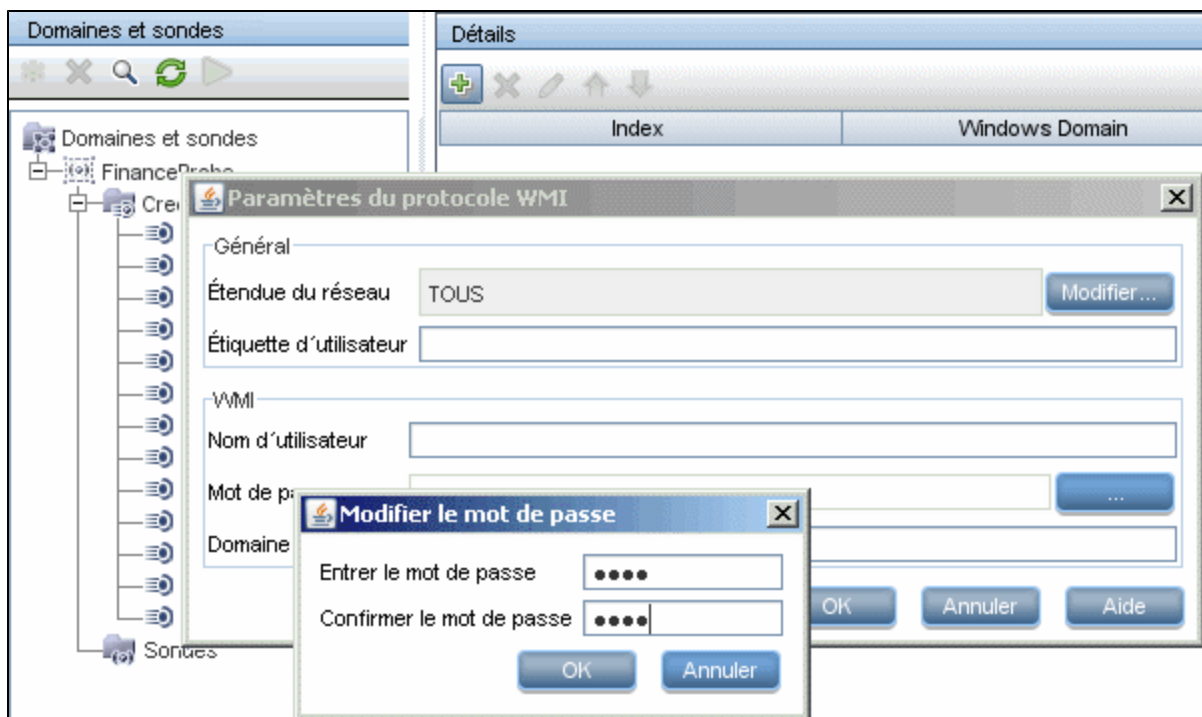 Domaines et sondes
Détails
Index
Windows Domain
Domaines et sondes
Paramètres du protocole WMI
Général
Étendue du réseau
TOUS
Modifier...
Étiquette d´utilisateur
WMI
Nom d´utilisateur
Mot de
...
Domaine
Modifier le mot de passe
Entrer le mot de passe
••••
Confirmer le mot de passe
••••
OK
Annuler
OK
Annuler
Aide
Sondes